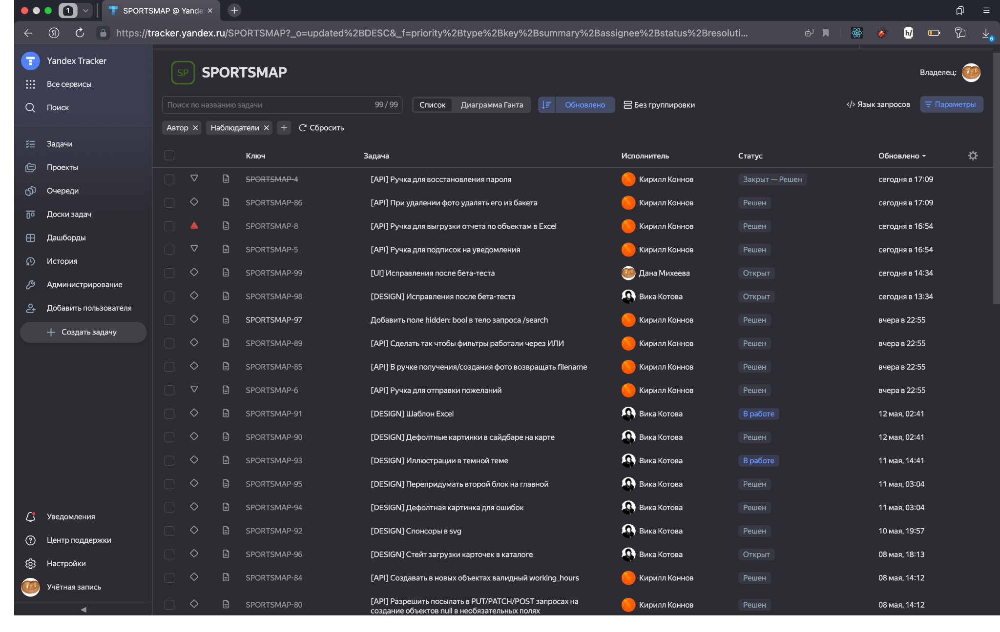 1
SPORTSMAP @ Yande
https://tracker.yandex.ru/SPORTSMAP?_o=updated%2BDESC&_f=priority%2Btype%2Bkey%2Bsummary%2Bassignee%2Bstatus%2Bresoluti...
h/
6
Yandex Tracker
Все сервисы
Поиск
Задачи
Проекты
Очереди
Доски задач
Дашборды
История
Администрирование
Добавить пользователя
+ Создать задачу
Уведомления
Центр поддержки
Настройки
Учётная запись
SP SPORTSMAP
Владелец:
Поиск по названию задачи 99 / 99
Список Диаграмма Ганта Обновлено Без группировки </> Язык запросов Параметры
Автор × Наблюдатели × + Сбросить
Ключ Задача Исполнитель Статус Обновлено
SPORTSMAP-4 [API] Ручка для восстановления пароля Кирилл Коннов Закрыт — Решен сегодня в 17:09
SPORTSMAP-86 [API] При удалении фото удалять его из бакета Кирилл Коннов Решен сегодня в 17:09
SPORTSMAP-8 [API] Ручка для выгрузки отчета по объектам в Excel Кирилл Коннов Решен сегодня в 16:54
SPORTSMAP-5 [API] Ручка для подписок на уведомления Кирилл Коннов Решен сегодня в 16:54
SPORTSMAP-99 [UI] Исправления после бета-теста Дана Михеева Открыт сегодня в 14:34
SPORTSMAP-98 [DESIGN] Исправления после бета-теста Вика Котова Открыт сегодня в 13:34
SPORTSMAP-97 Добавить поле hidden: bool в тело запроса /search Кирилл Коннов Решен вчера в 22:55
SPORTSMAP-89 [API] Сделать так чтобы фильтры работали через ИЛИ Кирилл Коннов Решен вчера в 22:55
SPORTSMAP-85 [API] В ручке получения/создания фото возвращать filename Кирилл Коннов Решен вчера в 22:55
SPORTSMAP-6 [API] Ручка для отправки пожеланий Кирилл Коннов Решен вчера в 22:55
SPORTSMAP-91 [DESIGN] Шаблон Excel Вика Котова В работе 12 мая, 02:41
SPORTSMAP-90 [DESIGN] Дефолтные картинки в сайдбаре на карте Вика Котова Решен 12 мая, 02:41
SPORTSMAP-93 [DESIGN] Иллюстрации в темной теме Вика Котова В работе 11 мая, 14:41
SPORTSMAP-95 [DESIGN] Перепридумать второй блок на главной Вика Котова Решен 11 мая, 03:04
SPORTSMAP-94 [DESIGN] Дефолтная картинка для ошибок Вика Котова Решен 11 мая, 03:04
SPORTSMAP-92 [DESIGN] Спонсоры в svg Вика Котова Решен 10 мая, 19:57
SPORTSMAP-96 [DESIGN] Стейт загрузки карточек в каталоге Вика Котова Открыт 08 мая, 18:13
SPORTSMAP-84 [API] Создавать в новых объектах валидный working_hours Кирилл Коннов Решен 08 мая, 14:12
SPORTSMAP-80 [API] Разрешить посылать в PUT/PATCH/POST запросах на Кирилл Коннов Решен 08 мая, 14:12
создание объектов null в необязательных полях